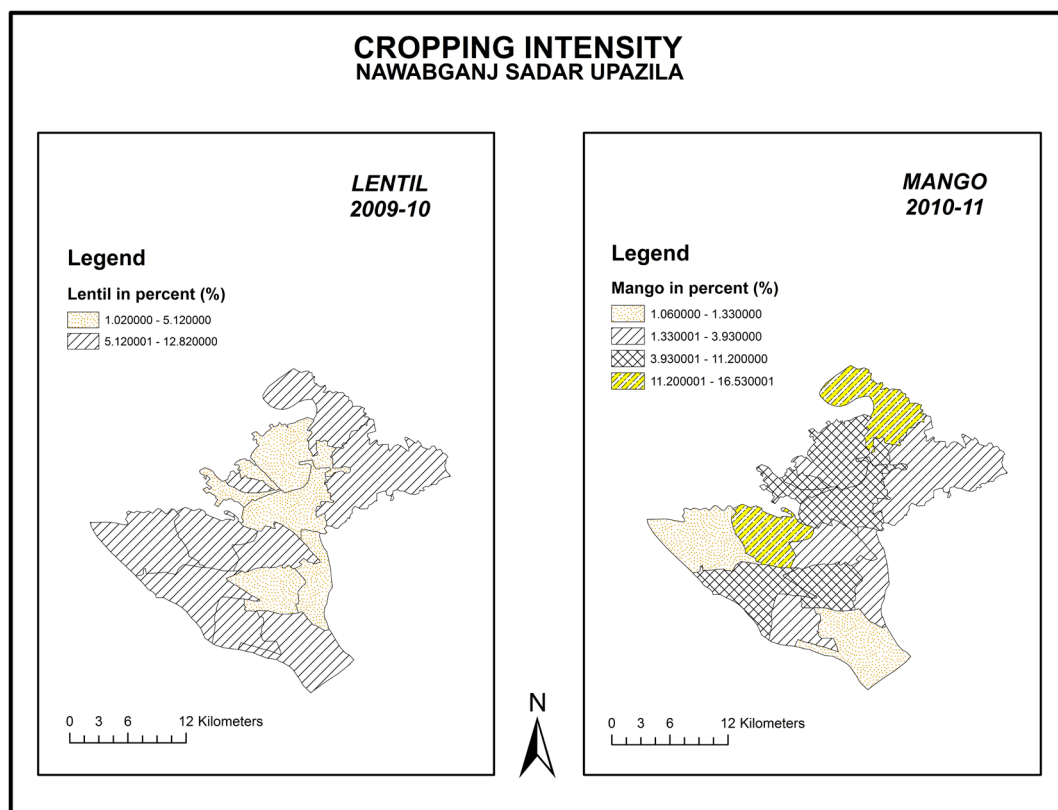 CROPPING INTENSITY
NAWABGANJ SADAR UPAZILA
LENTIL
2009-10
Legend
Lentil in percent (%)
1.020000 - 5.120000
5.120001 - 12.820000
0 3 6 12 Kilometers
N
MANGO
2010-11
Legend
Mango in percent (%)
1.060000 - 1.330000
1.330001 - 3.930000
3.930001 - 11.200000
11.200001 - 16.530001
0 3 6 12 Kilometers